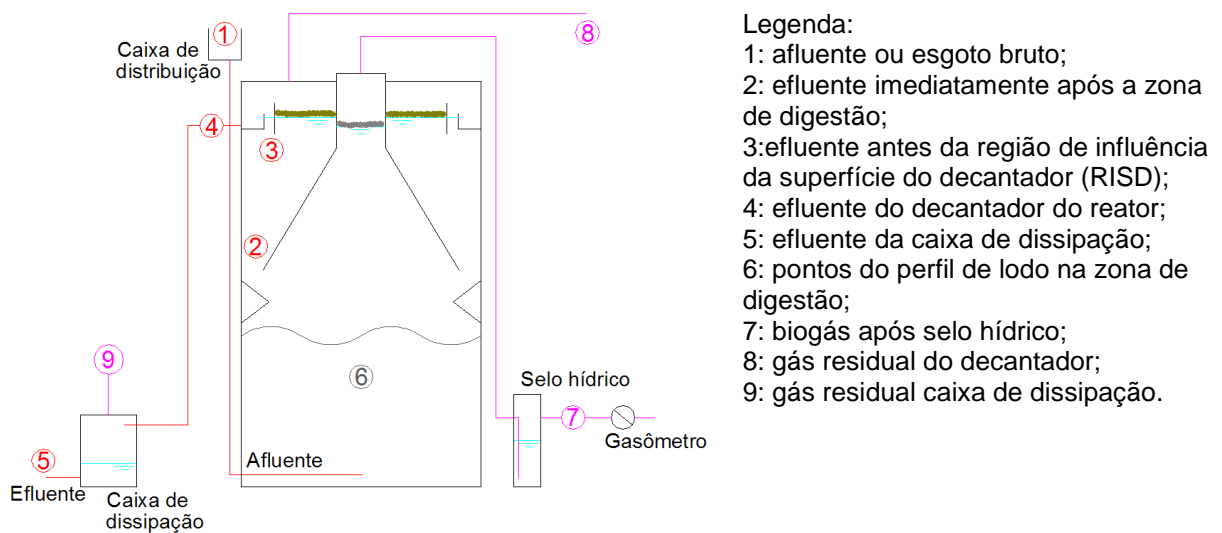 1
Caixa de
distribuição
8
4
3
2
9
6
Selo hídrico
7
Gasômetro
5
Afluente
Efluente
Caixa de
dissipação
Legenda:
1: afluente ou esgoto bruto;
2: efluente imediatamente após a zona
de digestão;
3:efluente antes da região de influência
da superfície do decantador (RISD);
4: efluente do decantador do reator;
5: efluente da caixa de dissipação;
6: pontos do perfil de lodo na zona de
digestão;
7: biogás após selo hídrico;
8: gás residual do decantador;
9: gás residual caixa de dissipação.